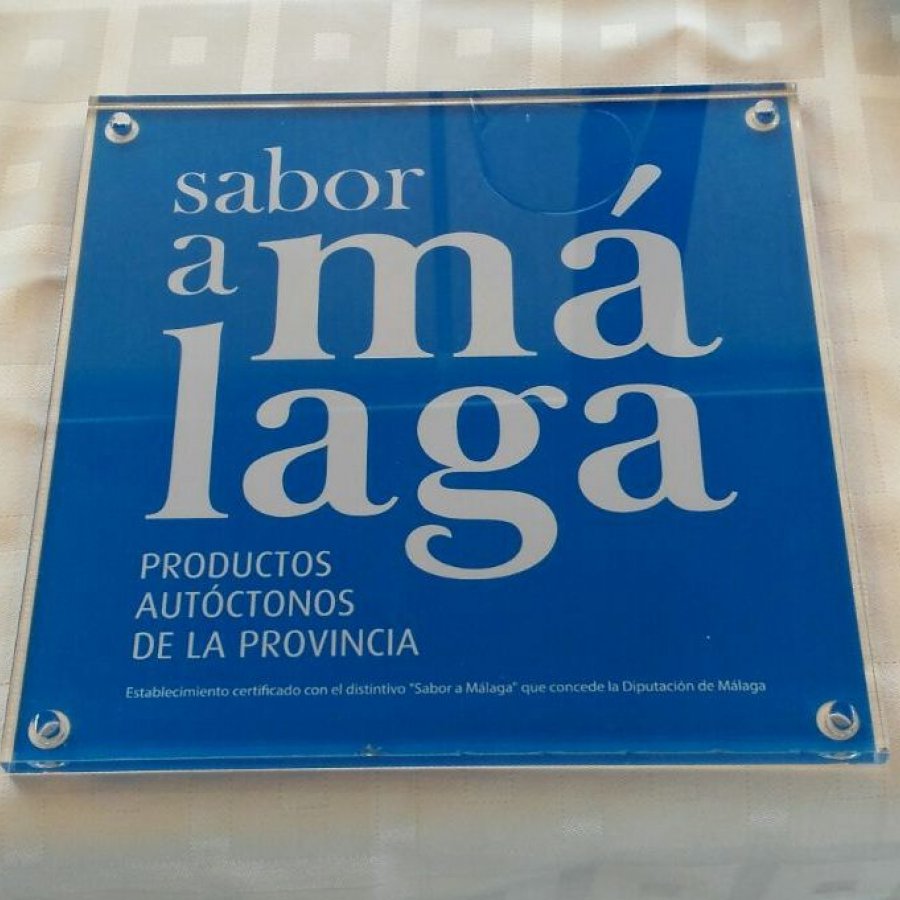 sabor
a má
laga
PRODUCTOS
AUTÓCTONOS
DE LA PROVINCIA
Establecimiento certificado con el distintivo "Sabor a Málaga" que concede la Diputación de Málaga